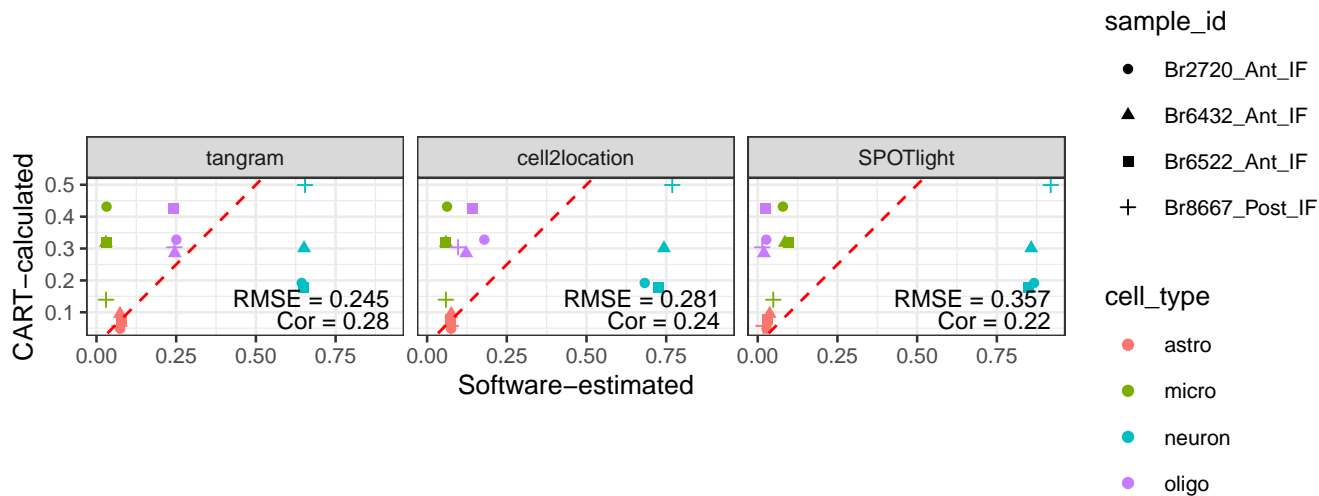 sample_id
Br2720_Ant_IF
Br6432_Ant_IF
Br6522_Ant_IF
Br8667_Post_IF
tangram
cell2location
SPOTlight
CART−calculated
0.5
0.4
0.3
0.2
0.1
RMSE = 0.245
Cor = 0.28
RMSE = 0.281
Cor = 0.24
RMSE = 0.357
Cor = 0.22
0.00 0.25 0.50 0.75
0.00 0.25 0.50 0.75
0.00 0.25 0.50 0.75
Software−estimated
cell_type
astro
micro
neuron
oligo